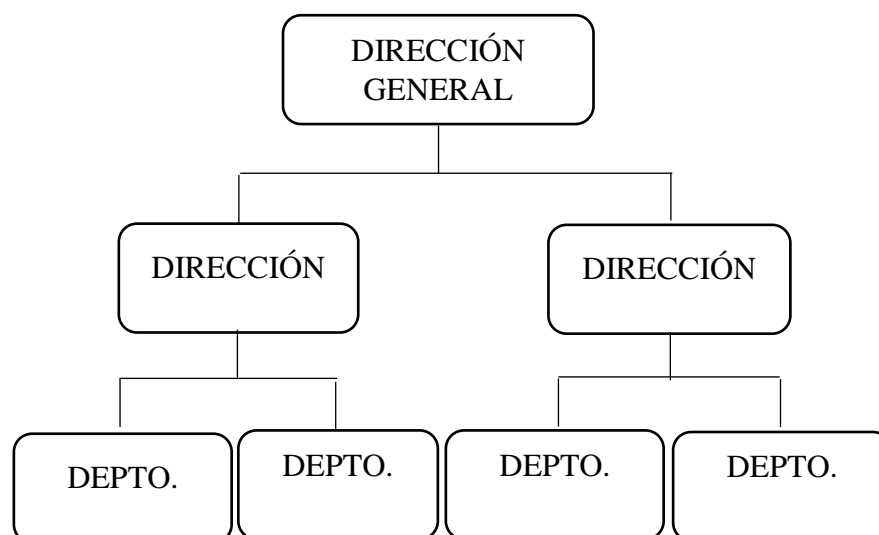 DIRECCIÓN
GENERAL
DIRECCIÓN
DIRECCIÓN
DEPTO.
DEPTO.
DEPTO.
DEPTO.